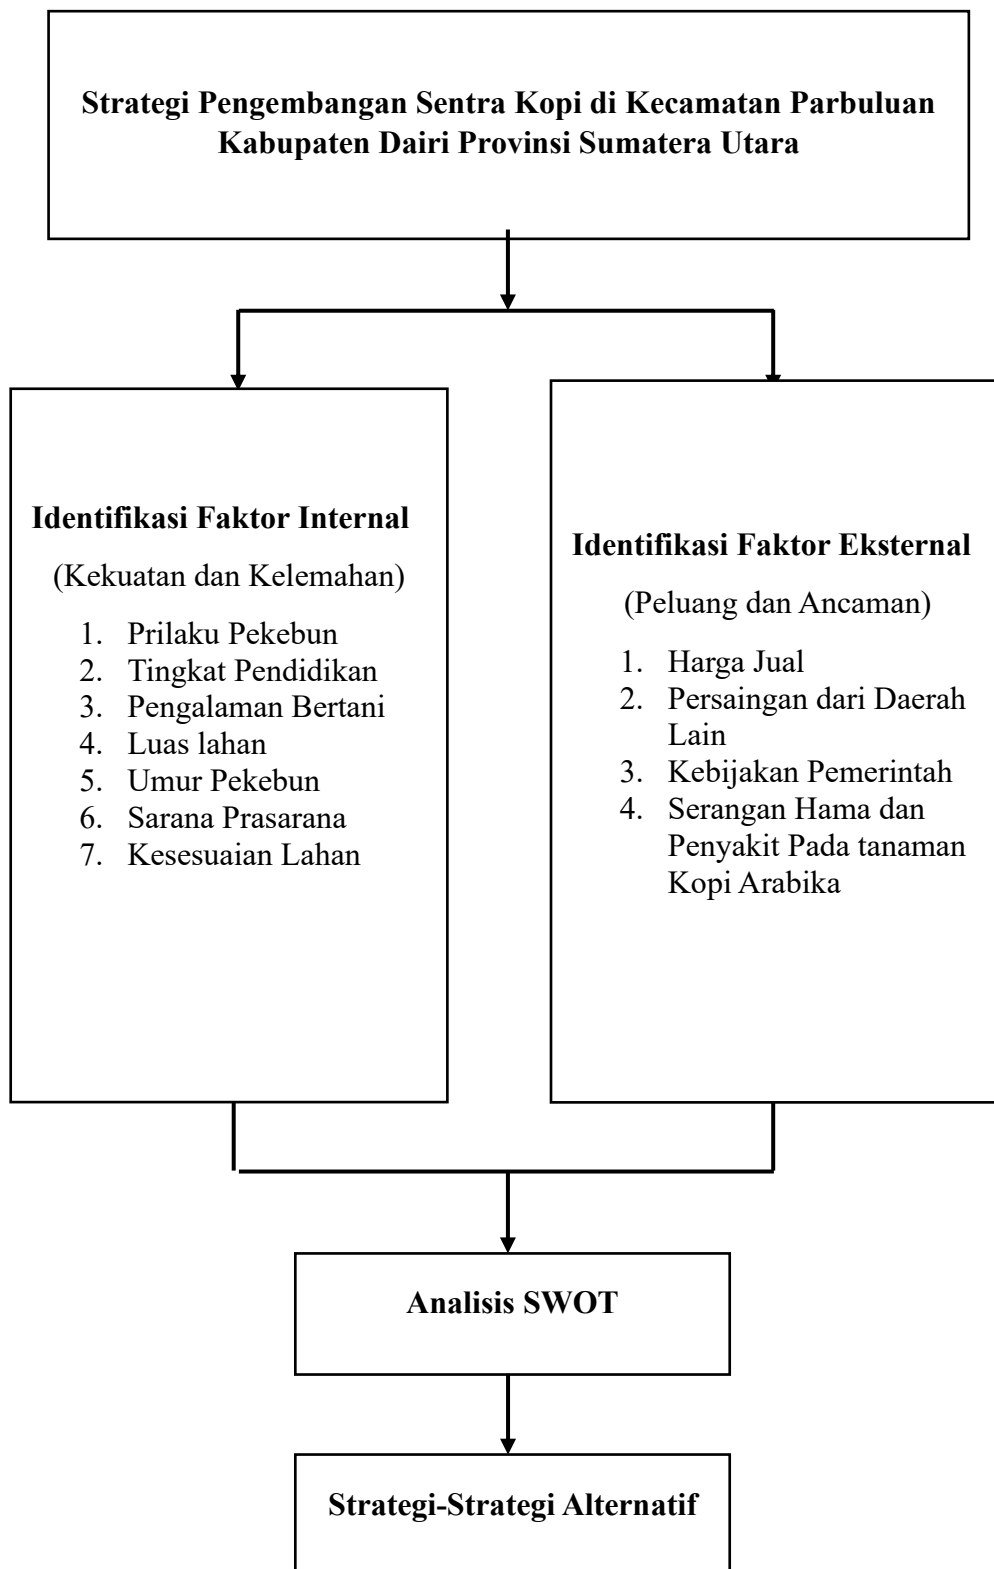 Strategi Pengembangan Sentra Kopi di Kecamatan Parbuluan
Kabupaten Dairi Provinsi Sumatera Utara
Identifikasi Faktor Internal
(Kekuatan dan Kelemahan)
1. Prilaku Pekebun
2. Tingkat Pendidikan
3. Pengalaman Bertani
4. Luas lahan
5. Umur Pekebun
6. Sarana Prasarana
7. Kesesuaian Lahan
Identifikasi Faktor Eksternal
(Peluang dan Ancaman)
1. Harga Jual
2. Persaingan dari Daerah
Lain
3. Kebijakan Pemerintah
4. Serangan Hama dan
Penyakit Pada tanaman
Kopi Arabika
Analisis SWOT
Strategi-Strategi Alternatif